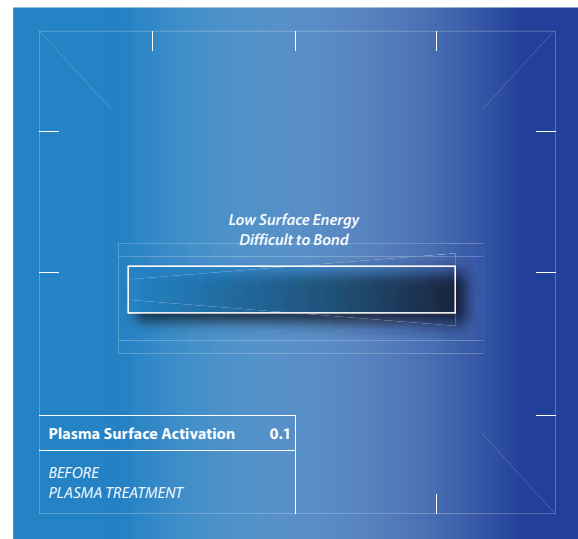 Low Surface Energy
Difficult to Bond
Plasma Surface Activation 0.1
BEFORE
PLASMA TREATMENT